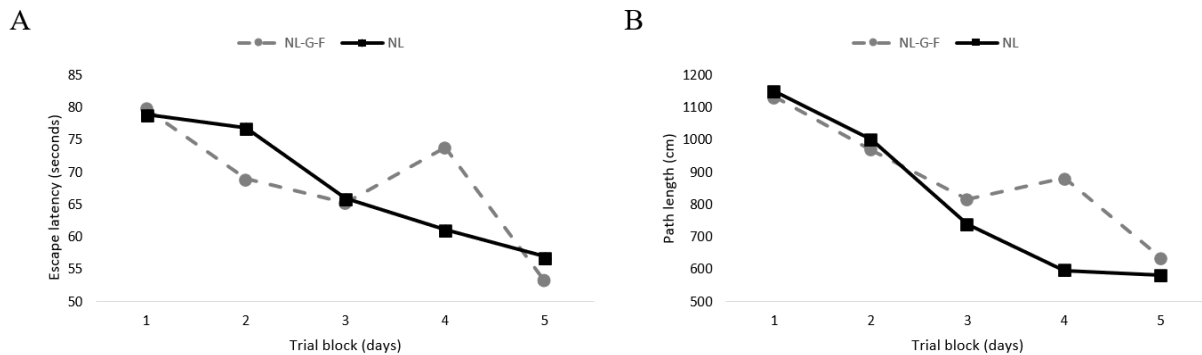 A
NL-G-F NL
Escape latency (seconds)
85
80
75
70
65
60
55
50
1 2 3 4 5
Trial block (days)
B
NL-G-F NL
Path length (cm)
1200
1100
1000
900
800
700
600
500
1 2 3 4 5
Trial block (days)